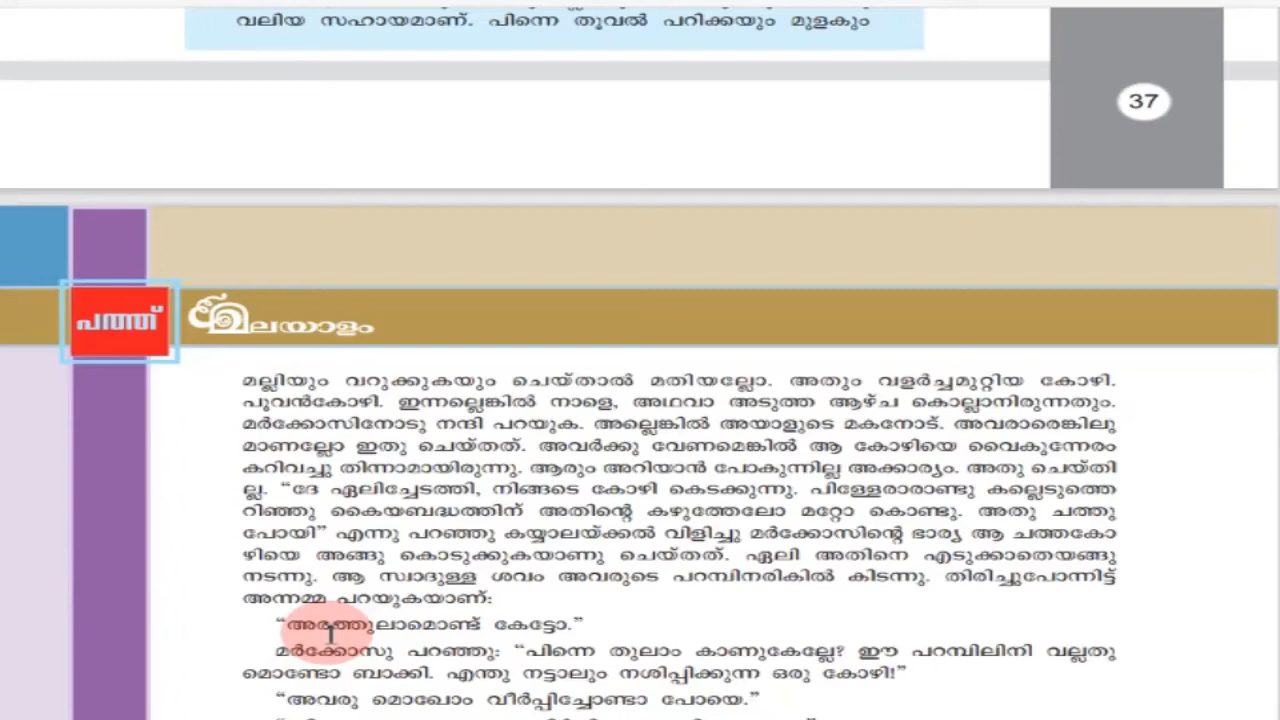 വലിയ സഹായമാണ്. പിന്നെ തൂവൽ പറിക്കയും മുളകും
37
പത്ത്
മലയാളം
മല്ലിയും വറുക്കുകയും ചെയ്താൽ മതിയല്ലോ. അതും വളർച്ചമുറ്റിയ കോഴി.
പൂവൻകോഴി. ഇന്നല്ലെങ്കിൽ നാളെ, അഥവാ അടുത്ത ആഴ്ച കൊല്ലാനിരുന്നതും.
മർക്കോസിനോടു നന്ദി പറയുക. അല്ലെങ്കിൽ അയാളുടെ മകനോട്. അവരാരെങ്കിലു
മാണല്ലോ ഇതു ചെയ്തത്. അവർക്കു വേണമെങ്കിൽ ആ കോഴിയെ വൈകുന്നേരം
കറിവച്ചു തിന്നാമായിരുന്നു. ആരും അറിയാൻ പോകുന്നില്ല അക്കാര്യം. അതു ചെയ്തി
ല്ല. “ദേ ഏലിച്ചേടത്തി, നിങ്ങടെ കോഴി കെടക്കുന്നു. പിള്ളേരാരാണ്ടു കല്ലെടുത്തെ
റിഞ്ഞു കൈയബദ്ധത്തിന് അതിന്റെ കഴുത്തേലോ മറ്റോ കൊണ്ടു. അതു ചത്തു
പോയി” എന്നു പറഞ്ഞു കയ്യാലയ്ക്കൽ വിളിച്ചു മർക്കോസിന്റെ ഭാര്യ ആ ചത്തകോ
ഴിയെ അങ്ങു കൊടുക്കുകയാണു ചെയ്തത്. ഏലി അതിനെ എടുക്കാതെയങ്ങു
നടന്നു. ആ സ്വാദുള്ള ശവം അവരുടെ പറമ്പിനരികിൽ കിടന്നു. തിരിച്ചുപോന്നിട്ട്
അന്നമ്മ പറയുകയാണ്:
“അരത്തുലാമൊണ്ട് കേട്ടോ.”
മർക്കോസു പറഞ്ഞു: “പിന്നെ തുലാം കാണുകേല്ലേ? ഈ പറമ്പിലിനി വല്ലതു
മൊണ്ടോ ബാക്കി. എന്തു നട്ടാലും നശിപ്പിക്കുന്ന ഒരു കോഴി!”
“അവരു മൊഖോം വീർപ്പിച്ചോണ്ടാ പോയെ.”